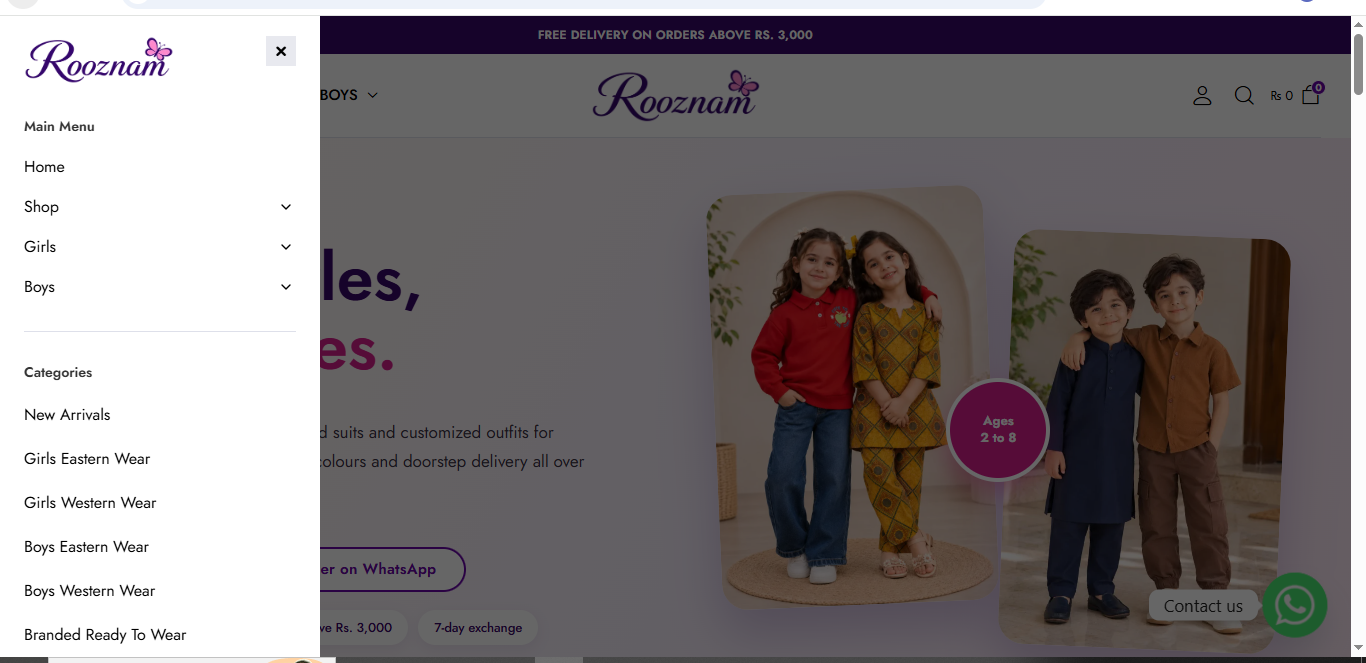 Rooznam
Main Menu
Home
Shop
Girls
Boys
Categories
New Arrivals
Girls Eastern Wear
Girls Western Wear
Boys Eastern Wear
Boys Western Wear
Branded Ready To Wear
FREE DELIVERY ON ORDERS ABOVE RS. 3,000
BOYS
Rooznam
₨ 0
0
les,
es.
d suits and customized outfits for
colours and doorstep delivery all over
er on WhatsApp
ve Rs. 3,000
7-day exchange
Ages
2 to 8
Contact us